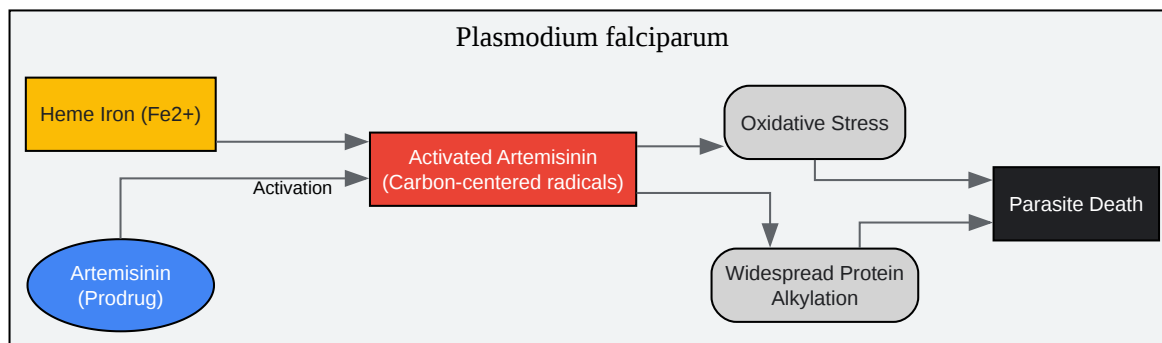 Plasmodium falciparum
Heme Iron (Fe2+)
Activation
Artemisinin
(Prodrug)
Activated Artemisinin
(Carbon-centered radicals)
Oxidative Stress
Widespread Protein
Alkylation
Parasite Death